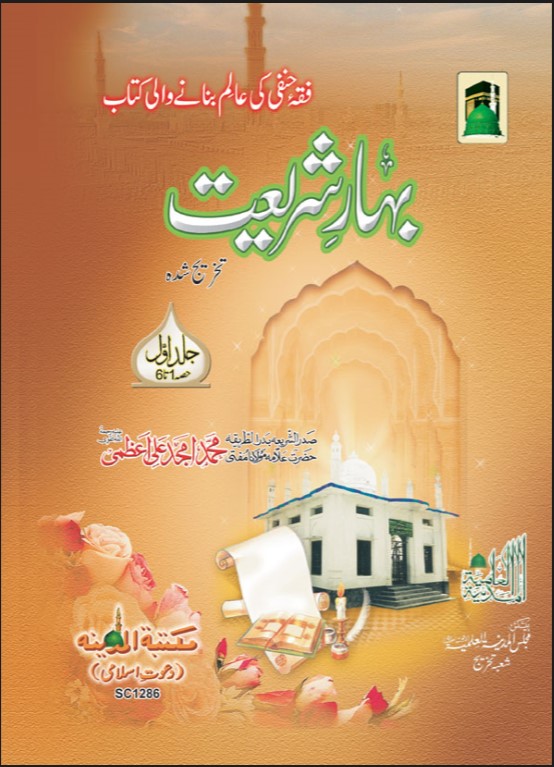 فقہ حنفی کی عالم بنانے والی کتاب
بہارِ شریعت
تخریج شدہ
جلد اوّل
حصہ 1 تا 6
صدر الشریعہ بدر الطریقہ
حضرت علامہ مولانا مفتی محمد امجد علی اعظمی
المدینۃ العلمیۃ
پیشکش
مجلس المدینۃ العلمیۃ
شعبہ تخریج
مکتبۃ المدینہ
(دعوتِ اسلامی)
SC1286